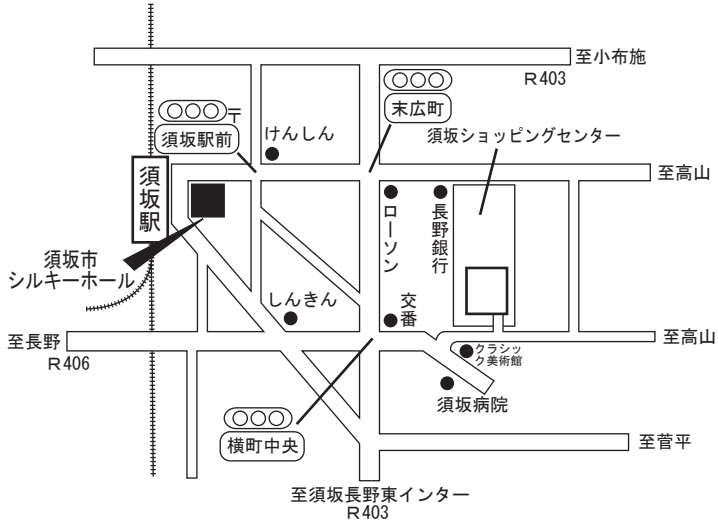 至小布施
R403
末広町
〒
須坂駅前
けんしん
須坂ショッピングセンター
至高山
須坂駅
ローソン
長野銀行
須坂市
シルキーホール
しんきん
交番
至長野
R406
至高山
クラシッ
ク美術館
須坂病院
横町中央
至菅平
至須坂長野東インター
R403